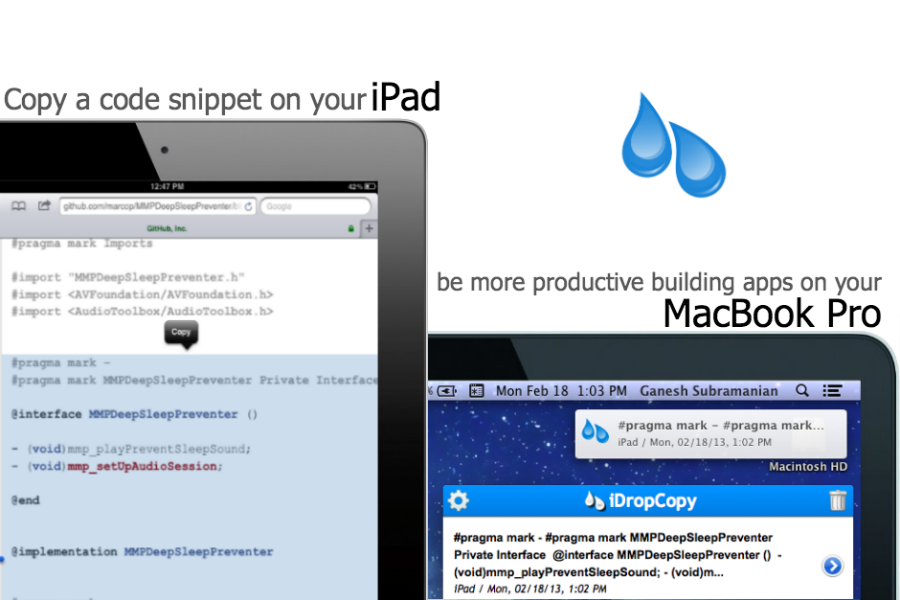 Copy a code snippet on your iPad
12:47 PM
42%
github.com/marccp/MMPDeepSleepPreventer/
Google
GitHub, Inc.
#pragma mark Imports
#import "MMPDeepSleepPreventer.h"
#import <AVFoundation/AVFoundation.h>
#import <AudioToolbox/AudioToolbox.h>
Copy
#pragma mark -
#pragma mark MMPDeepSleepPreventer Private Interface
@interface MMPDeepSleepPreventer ()
- (void)mmp_playPreventSleepSound;
- (void)mmp_setUpAudioSession;
@end
@implementation MMPDeepSleepPreventer
be more productive building apps on your
MacBook Pro
% Mon Feb 18 1:03 PM Ganesh Subramanian
#pragma mark - #pragma mark...
iPad / Mon, 02/18/13, 1:02 PM
Macintosh HD
iDropCopy
#pragma mark - #pragma mark MMPDeepSleepPreventer
Private Interface @interface MMPDeepSleepPreventer () -
(void)mmp_playPreventSleepSound; - (void)m...
iPad / Mon, 02/18/13, 1:02 PM